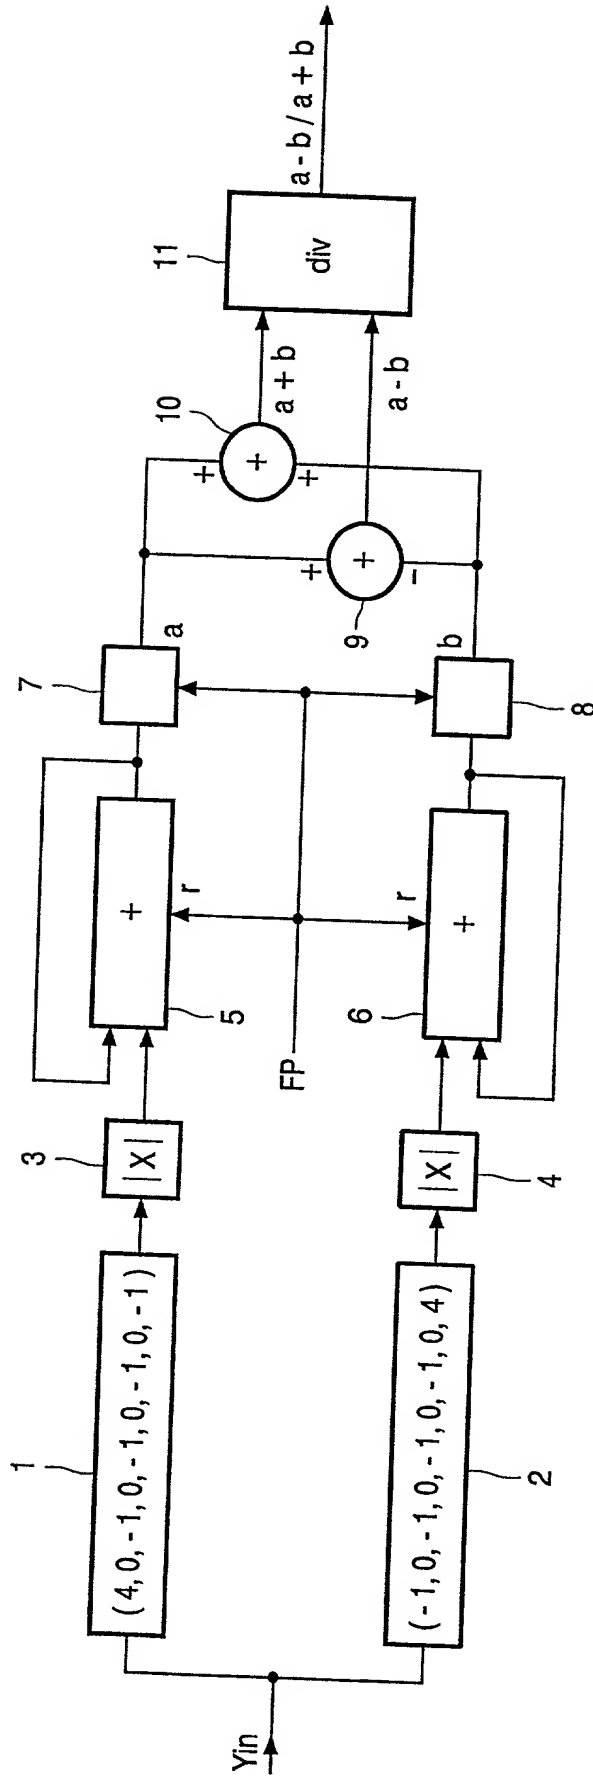 Yin
1
(4,0,-1,0,-1,0,-1,0,-1)
2
(-1,0,-1,0,-1,0,-1,0,4)
3
|X|
4
|X|
5
+
r
6
+
r
FP
7
a
8
b
9
+
+
-
10
+
+
+
a+b
a-b
11
div
a-b/a+b